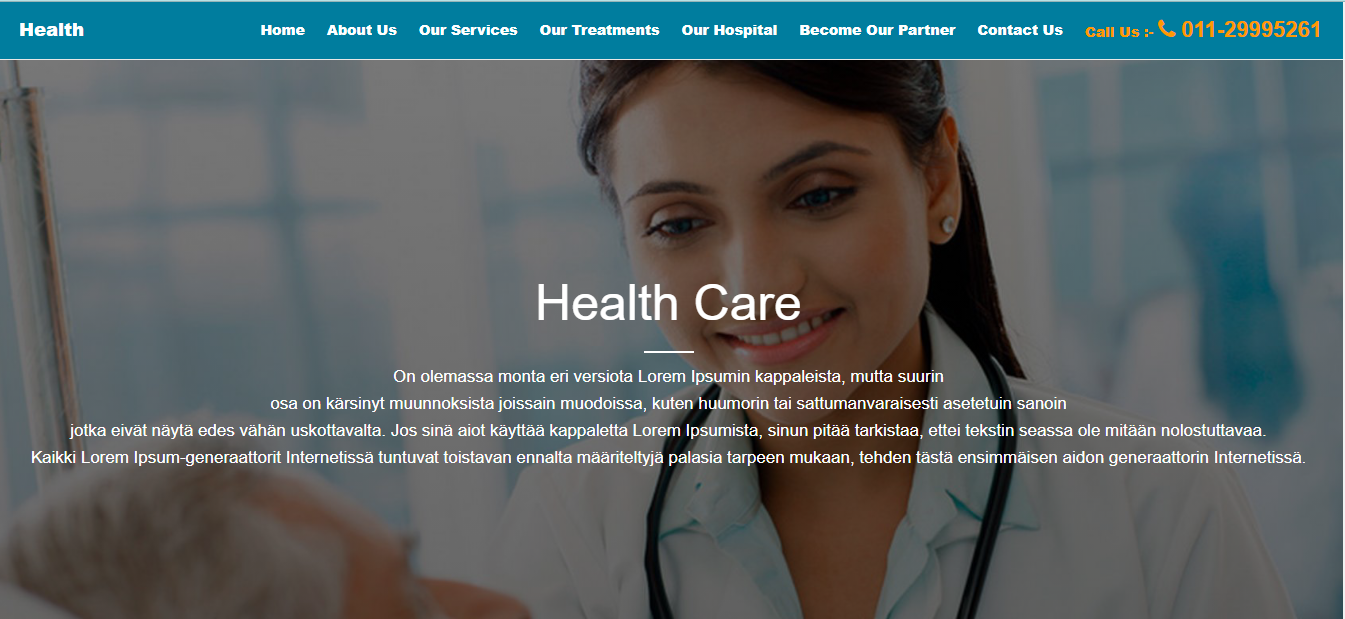 Health Home About Us Our Services Our Treatments Our Hospital Become Our Partner Contact Us Call Us :- 011-29995261
Health Care
On olemassa monta eri versiota Lorem Ipsumin kappaleista, mutta suurin
osa on kärsinyt muunnoksista joissain muodoissa, kuten huumorin tai sattumanvaraisesti asetetuin sanoin
jotka eivät näytä edes vähän uskottavalta. Jos sinä aiot käyttää kappaletta Lorem Ipsumista, sinun pitää tarkistaa, ettei tekstin seassa ole mitään nolostuttavaa.
Kaikki Lorem Ipsum-generaattorit Internetissä tuntuvat toistavan ennalta määriteltyjä palasia tarpeen mukaan, tehden tästä ensimmäisen aidon generaattorin Internetissä.